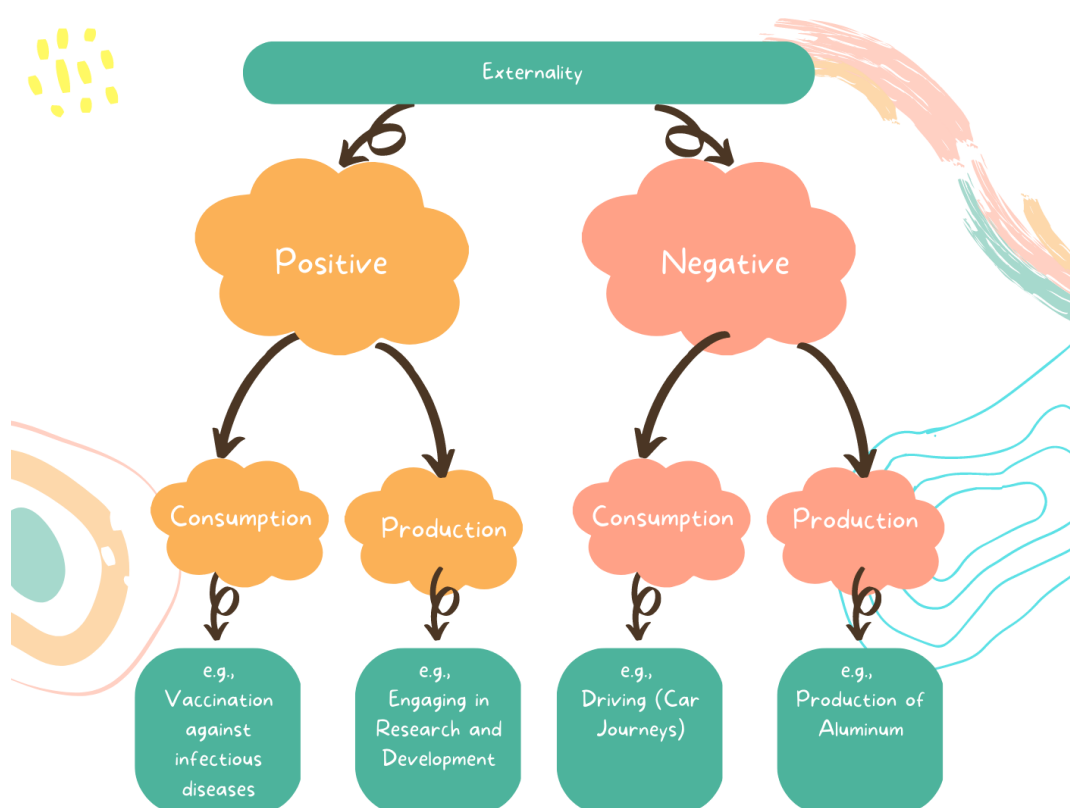 Externality
Positive
Negative
Consumption
Production
Consumption
Production
e.g.,
Vaccination
against
infectious
diseases
e.g.,
Engaging in
Research and
Development
e.g.,
Driving (Car
Journeys)
e.g.,
Production of
Aluminum